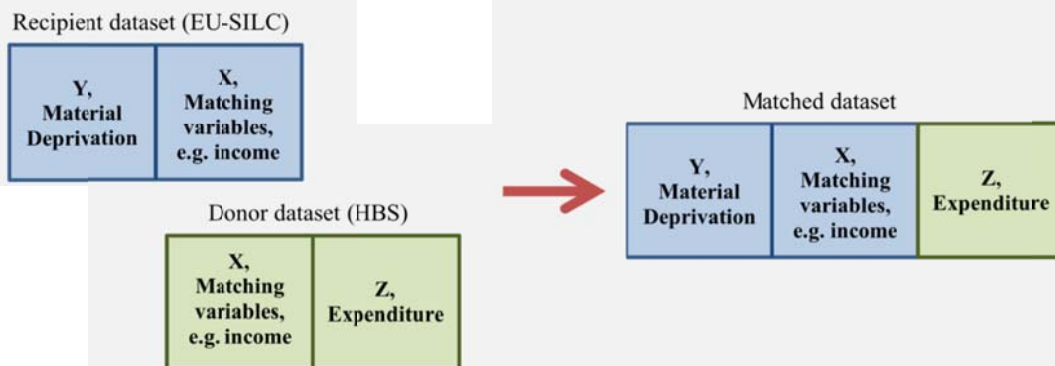 Recipient dataset (EU-SILC)
Y,
Material
Deprivation
X,
Matching
variables,
e.g. income
Donor dataset (HBS)
X,
Matching
variables,
e.g. income
Z,
Expenditure
Matched dataset
Y,
Material
Deprivation
X,
Matching
variables,
e.g. income
Z,
Expenditure